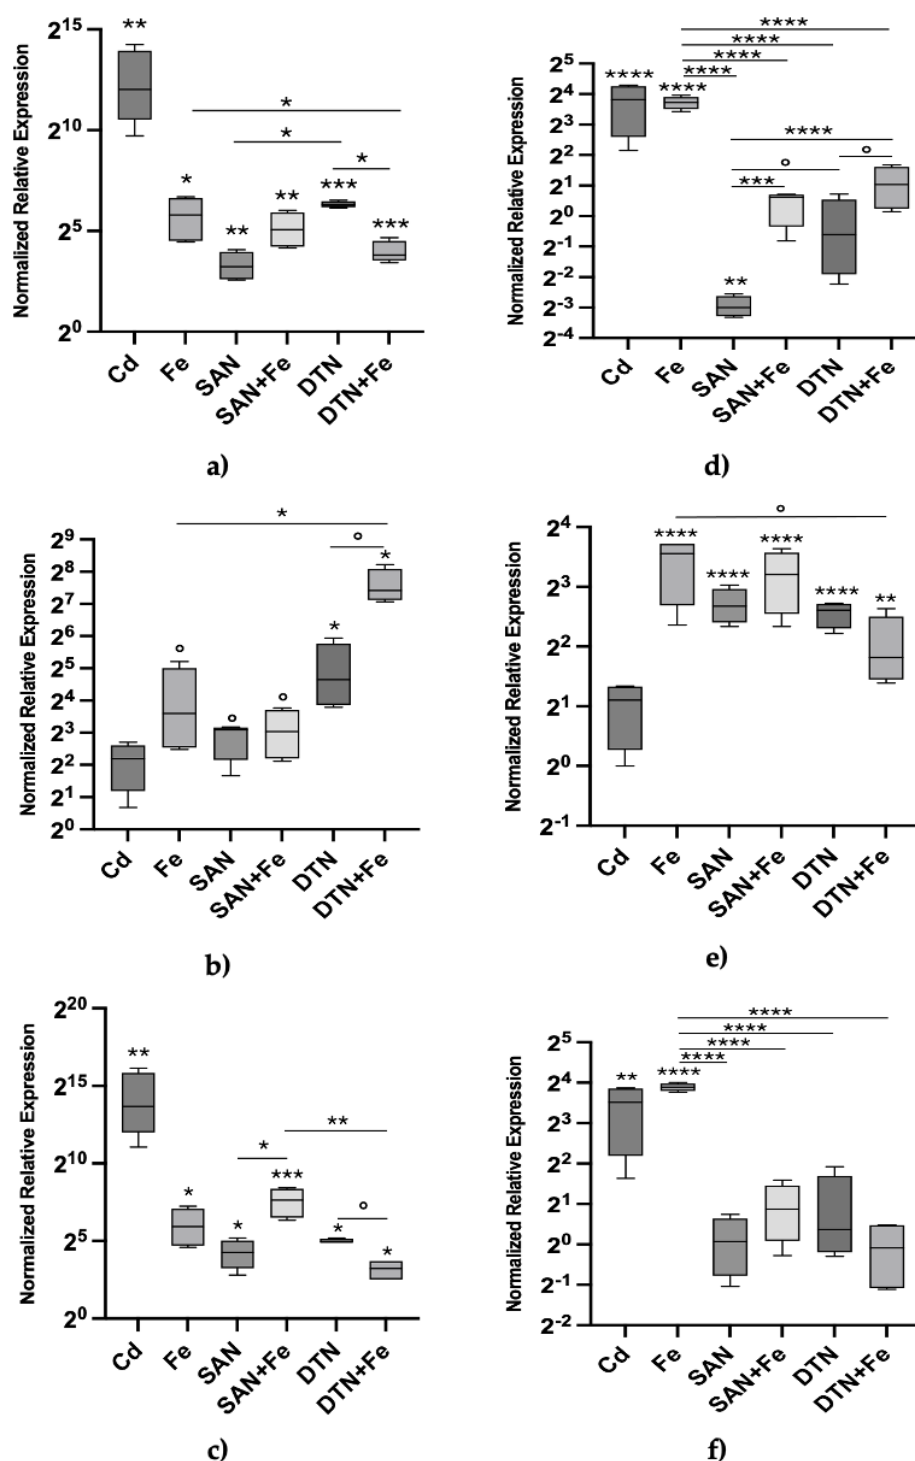 Normalized Relative Expression
2^15
2^10
2^5
2^0
**
*
**
**
***
***
*
*
*
Cd
Fe
SAN
SAN+Fe
DTN
DTN+Fe
a)
Normalized Relative Expression
2^5
2^4
2^3
2^2
2^1
2^0
2^-1
2^-2
2^-3
2^-4
****
****
****
****
****
****
**
****
°
°
***
Cd
Fe
SAN
SAN+Fe
DTN
DTN+Fe
d)
Normalized Relative Expression
2^9
2^8
2^7
2^6
2^5
2^4
2^3
2^2
2^1
2^0
*
°
*
°
°
°
*
Cd
Fe
SAN
SAN+Fe
DTN
DTN+Fe
b)
Normalized Relative Expression
2^4
2^3
2^2
2^1
2^0
2^-1
°
****
****
****
****
**
Cd
Fe
SAN
SAN+Fe
DTN
DTN+Fe
e)
Normalized Relative Expression
2^20
2^15
2^10
2^5
2^0
**
*
*
***
*
*
*
**
°
Cd
Fe
SAN
SAN+Fe
DTN
DTN+Fe
c)
Normalized Relative Expression
2^5
2^4
2^3
2^2
2^1
2^0
2^-1
2^-2
****
****
****
****
**
****
Cd
Fe
SAN
SAN+Fe
DTN
DTN+Fe
f)